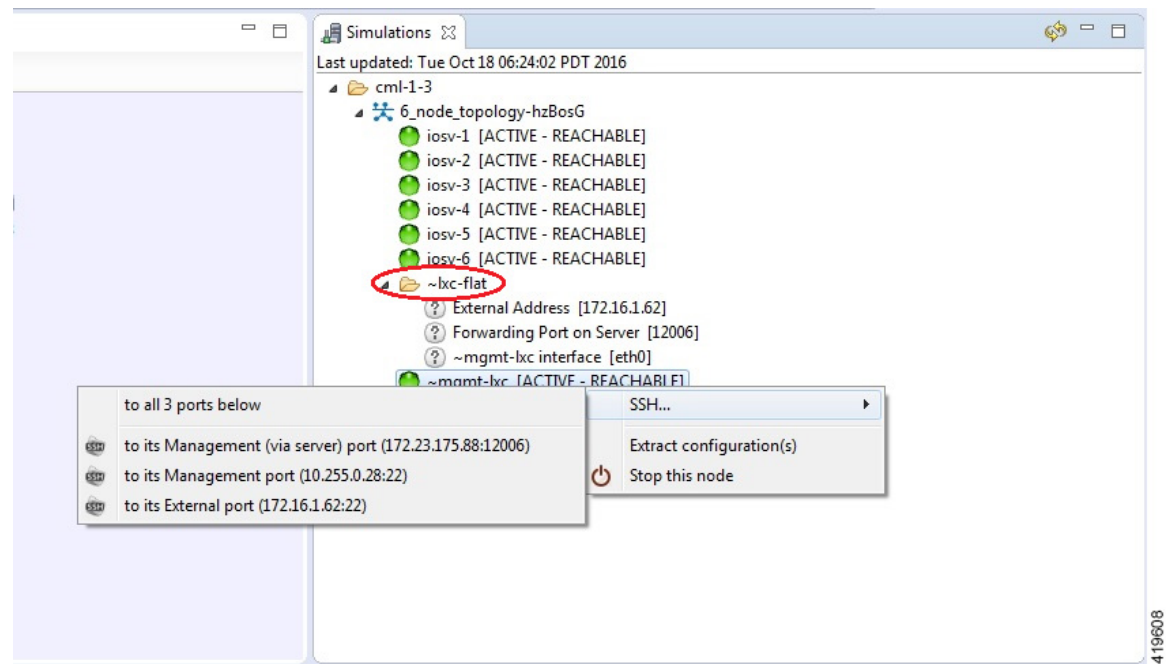 Simulations
Last updated: Tue Oct 18 06:24:02 PDT 2016
cml-1-3
6_node_topology-hzBosG
iosv-1 [ACTIVE - REACHABLE]
iosv-2 [ACTIVE - REACHABLE]
iosv-3 [ACTIVE - REACHABLE]
iosv-4 [ACTIVE - REACHABLE]
iosv-5 [ACTIVE - REACHABLE]
iosv-6 [ACTIVE - REACHABLE]
~lxc-flat
External Address [172.16.1.62]
Forwarding Port on Server [12006]
~mgmt-lxc interface [eth0]
~mgmt-lxc [ACTIVE - REACHABLE]
to all 3 ports below
to its Management (via server) port (172.23.175.88:12006)
to its Management port (10.255.0.28:22)
to its External port (172.16.1.62:22)
SSH...
Extract configuration(s)
Stop this node
419608